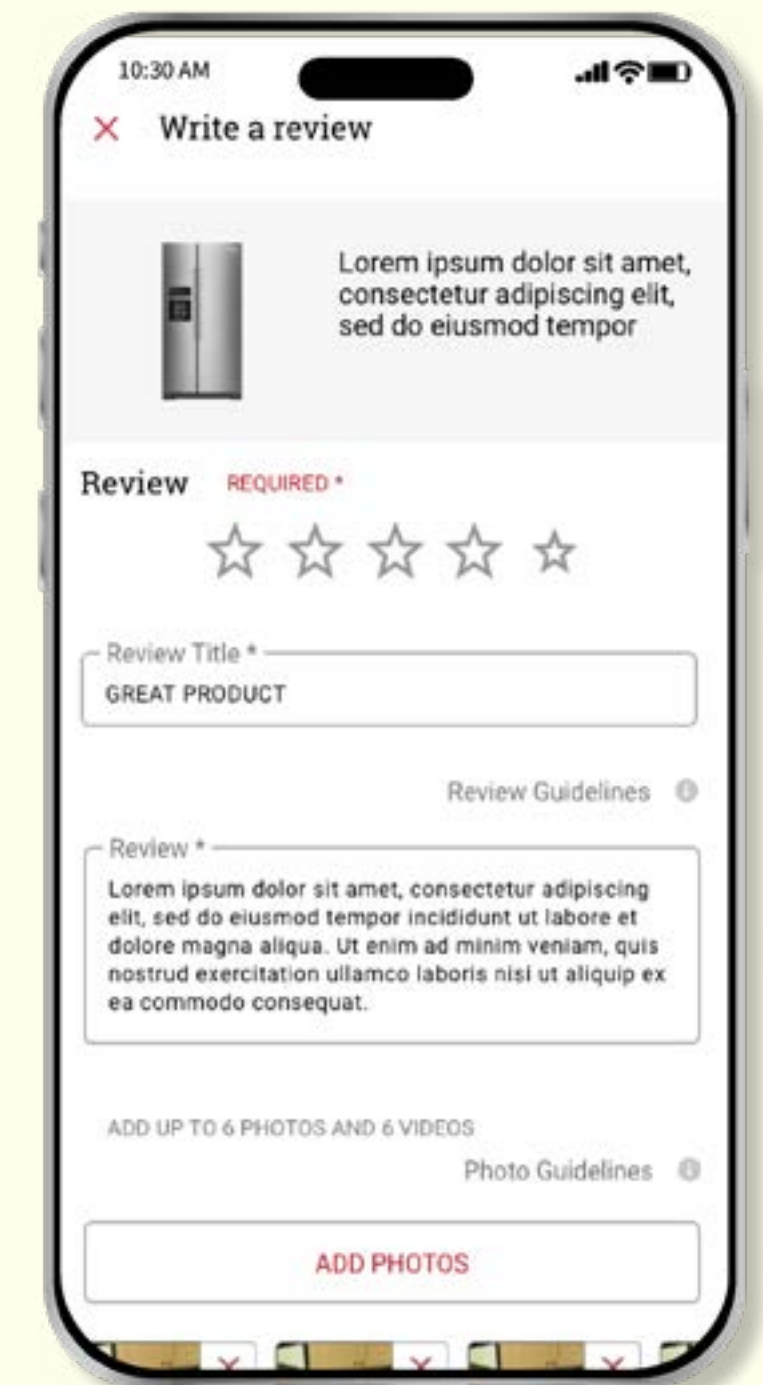 10:30 AM
Write a review
Lorem ipsum dolor sit amet,
consectetur adipiscing elit,
sed do eiusmod tempor
Review REQUIRED *
Review Title *
GREAT PRODUCT
Review Guidelines
Review *
Lorem ipsum dolor sit amet, consectetur adipiscing
elit, sed do eiusmod tempor incididunt ut labore et
dolore magna aliqua. Ut enim ad minim veniam, quis
nostrud exercitation ullamco laboris nisi ut aliquip ex
ea commodo consequat.
ADD UP TO 6 PHOTOS AND 6 VIDEOS
Photo Guidelines
ADD PHOTOS